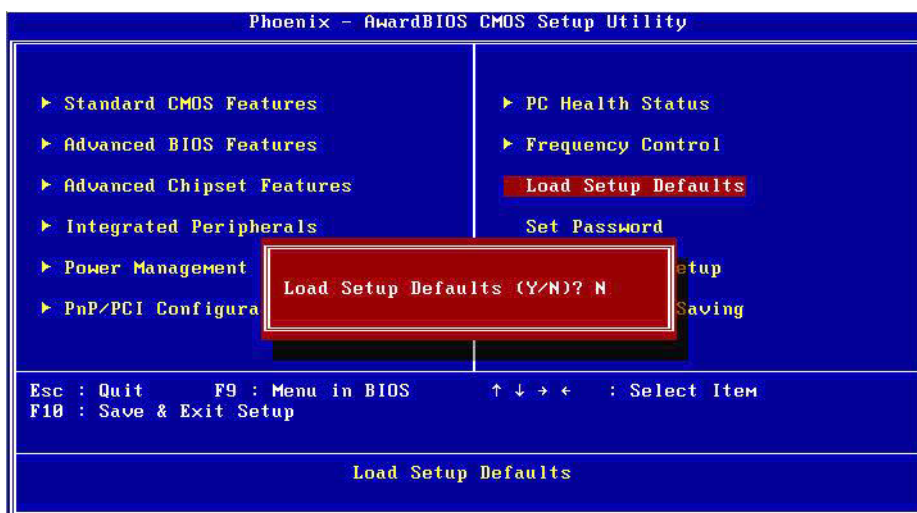 Phoenix - AwardBIOS CMOS Setup Utility
Standard CMOS Features
Advanced BIOS Features
Advanced Chipset Features
Integrated Peripherals
Power Management
PnP/PCI Configura
PC Health Status
Frequency Control
Load Setup Defaults
Set Password
etup
Saving
Load Setup Defaults (Y/N)? N
Esc : Quit F9 : Menu in BIOS ↑ ↓ → ← : Select Item
F10 : Save & Exit Setup
Load Setup Defaults